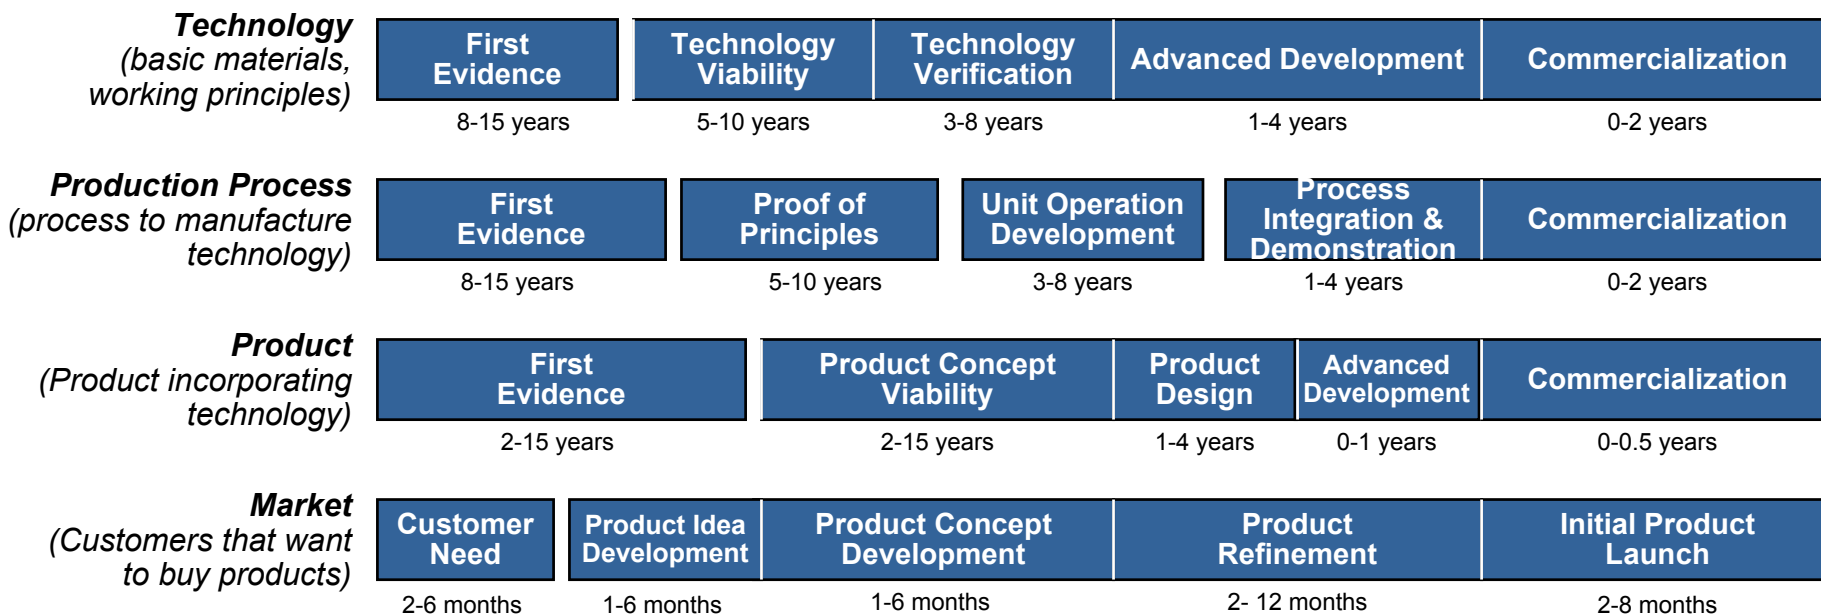 Technology
(basic materials,
working principles)
First
Evidence
Technology
Viability
Technology
Verification
Advanced Development
Commercialization
8-15 years
5-10 years
3-8 years
1-4 years
0-2 years
Production Process
(process to manufacture
technology)
First
Evidence
Proof of
Principles
Unit Operation
Development
Process
Integration &
Demonstration
Commercialization
8-15 years
5-10 years
3-8 years
1-4 years
0-2 years
Product
(Product incorporating
technology)
First
Evidence
Product Concept
Viability
Product
Design
Advanced
Development
Commercialization
2-15 years
2-15 years
1-4 years
0-1 years
0-0.5 years
Market
(Customers that want
to buy products)
Customer
Need
Product Idea
Development
Product Concept
Development
Product
Refinement
Initial Product
Launch
2-6 months
1-6 months
1-6 months
2- 12 months
2-8 months